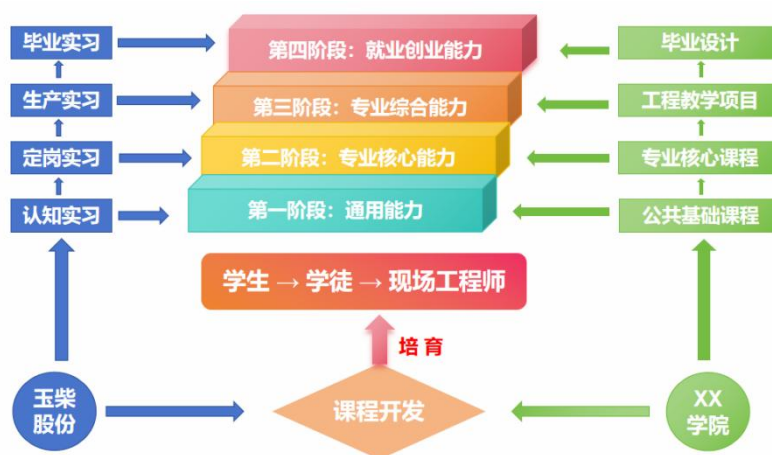 毕业实习
第四阶段：就业创业能力
毕业设计
生产实习
第三阶段：专业综合能力
工程教学项目
定岗实习
第二阶段：专业核心能力
专业核心课程
认知实习
第一阶段：通用能力
公共基础课程
学生 → 学徒 → 现场工程师
培育
玉柴
股份
课程开发
XX
学院